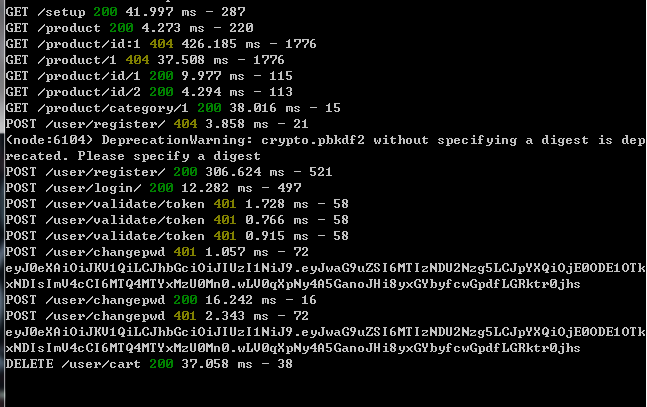 GET /setup 200 41.997 ms - 287
GET /product 200 4.273 ms - 220
GET /product/id:1 404 426.185 ms - 1776
GET /product/1 404 37.508 ms - 1776
GET /product/id/1 200 9.977 ms - 115
GET /product/id/2 200 4.294 ms - 113
GET /product/category/1 200 38.016 ms - 15
POST /user/register/ 404 3.858 ms - 21
(node:6104) DeprecationWarning: crypto.pbkdf2 without specifying a digest is dep
recated. Please specify a digest
POST /user/register/ 200 306.624 ms - 521
POST /user/login/ 200 12.282 ms - 497
POST /user/validate/token 401 1.728 ms - 58
POST /user/validate/token 401 0.766 ms - 58
POST /user/validate/token 401 0.915 ms - 58
POST /user/changepwd 401 1.057 ms - 72
eyJ0eXAiOiJKV1QiLCJhbGciOiJIUzI1NiJ9.eyJwaG9uZSI6MTIzNDU2Nzg5LCJpYXQiOjE0ODE1OTk
xNDIsImV4cCI6MTQ4MTYxMzU0Mn0.wLV0qXpNy4A5GanoJHi8yxGYbyfcwGpdfLGRktr0jhs
POST /user/changepwd 200 16.242 ms - 16
POST /user/changepwd 401 2.343 ms - 72
eyJ0eXAiOiJKV1QiLCJhbGciOiJIUzI1NiJ9.eyJwaG9uZSI6MTIzNDU2Nzg5LCJpYXQiOjE0ODE1OTk
xNDIsImV4cCI6MTQ4MTYxMzU0Mn0.wLV0qXpNy4A5GanoJHi8yxGYbyfcwGpdfLGRktr0jhs
DELETE /user/cart 200 37.058 ms - 38